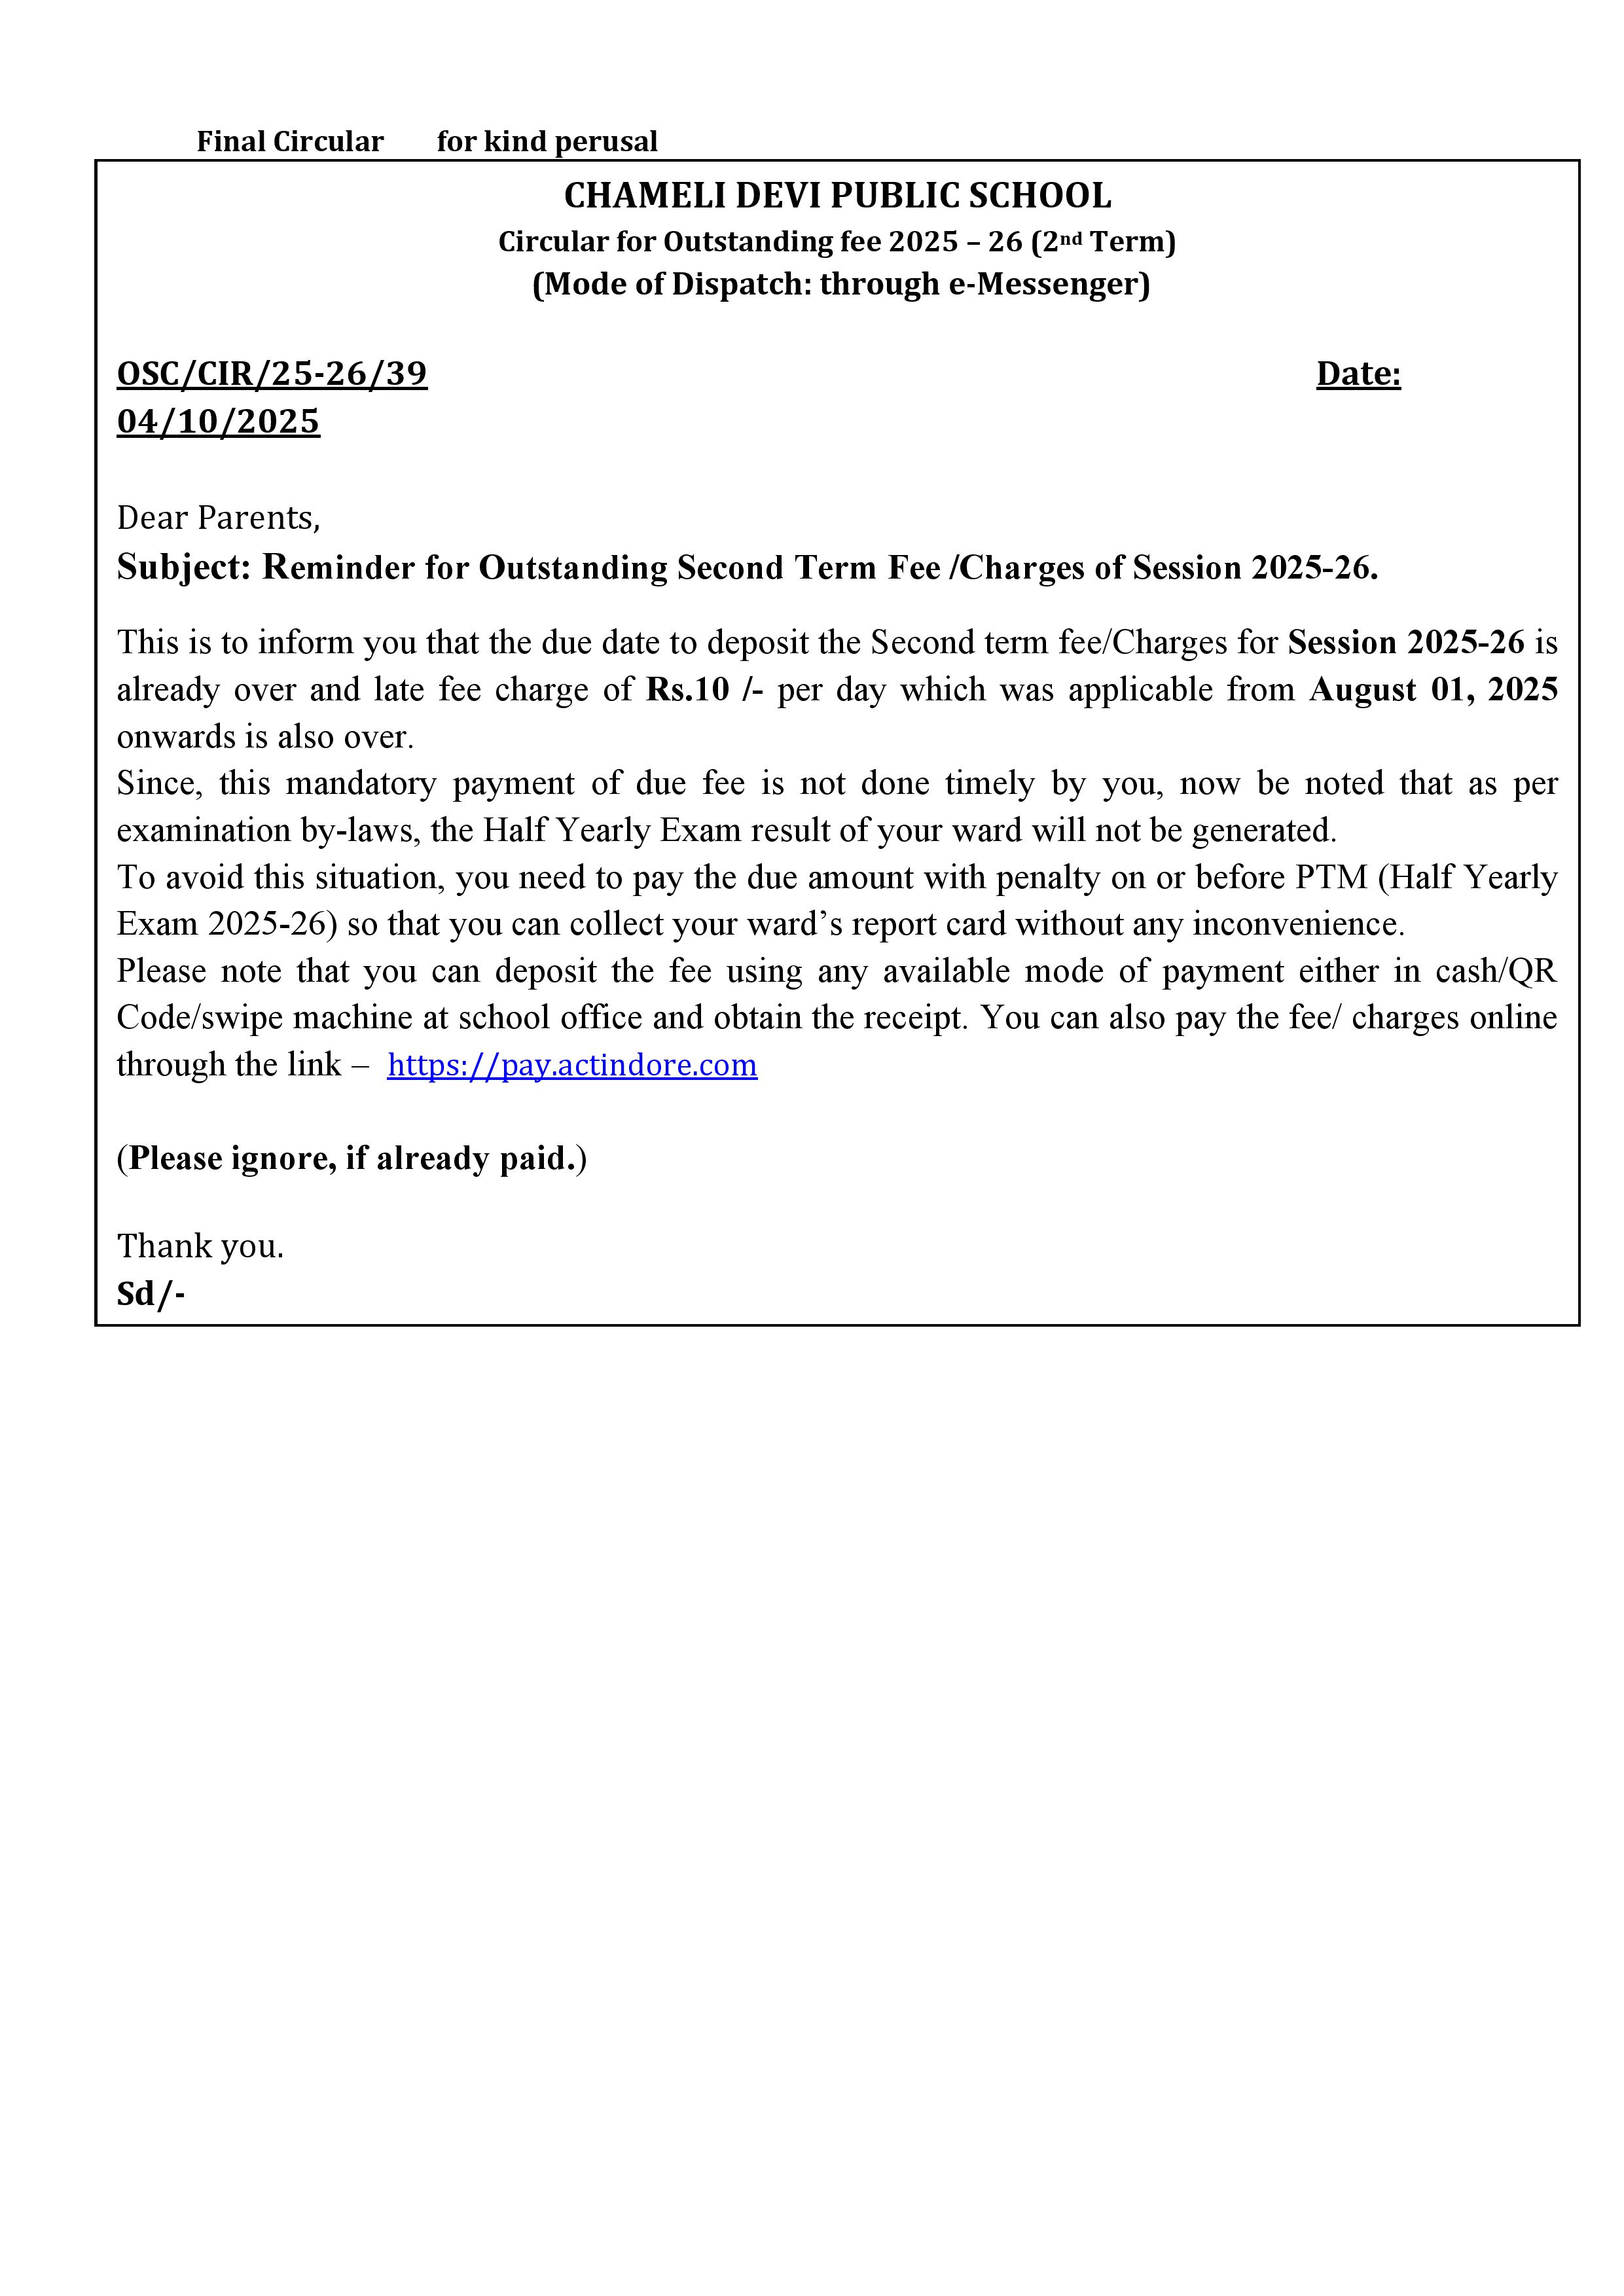 Final Circular for kind perusal
CHAMELI DEVI PUBLIC SCHOOL
Circular for Outstanding fee 2025 – 26 (2nd Term)
(Mode of Dispatch: through e-Messenger)
OSC/CIR/25-26/39 Date:
04/10/2025
Dear Parents,
Subject: Reminder for Outstanding Second Term Fee /Charges of Session 2025-26.
This is to inform you that the due date to deposit the Second term fee/Charges for Session 2025-26 is
already over and late fee charge of Rs.10 /- per day which was applicable from August 01, 2025
onwards is also over.
Since, this mandatory payment of due fee is not done timely by you, now be noted that as per
examination by-laws, the Half Yearly Exam result of your ward will not be generated.
To avoid this situation, you need to pay the due amount with penalty on or before PTM (Half Yearly
Exam 2025-26) so that you can collect your ward’s report card without any inconvenience.
Please note that you can deposit the fee using any available mode of payment either in cash/QR
Code/swipe machine at school office and obtain the receipt. You can also pay the fee/ charges online
through the link – https://pay.actindore.com
(Please ignore, if already paid.)
Thank you.
Sd/-